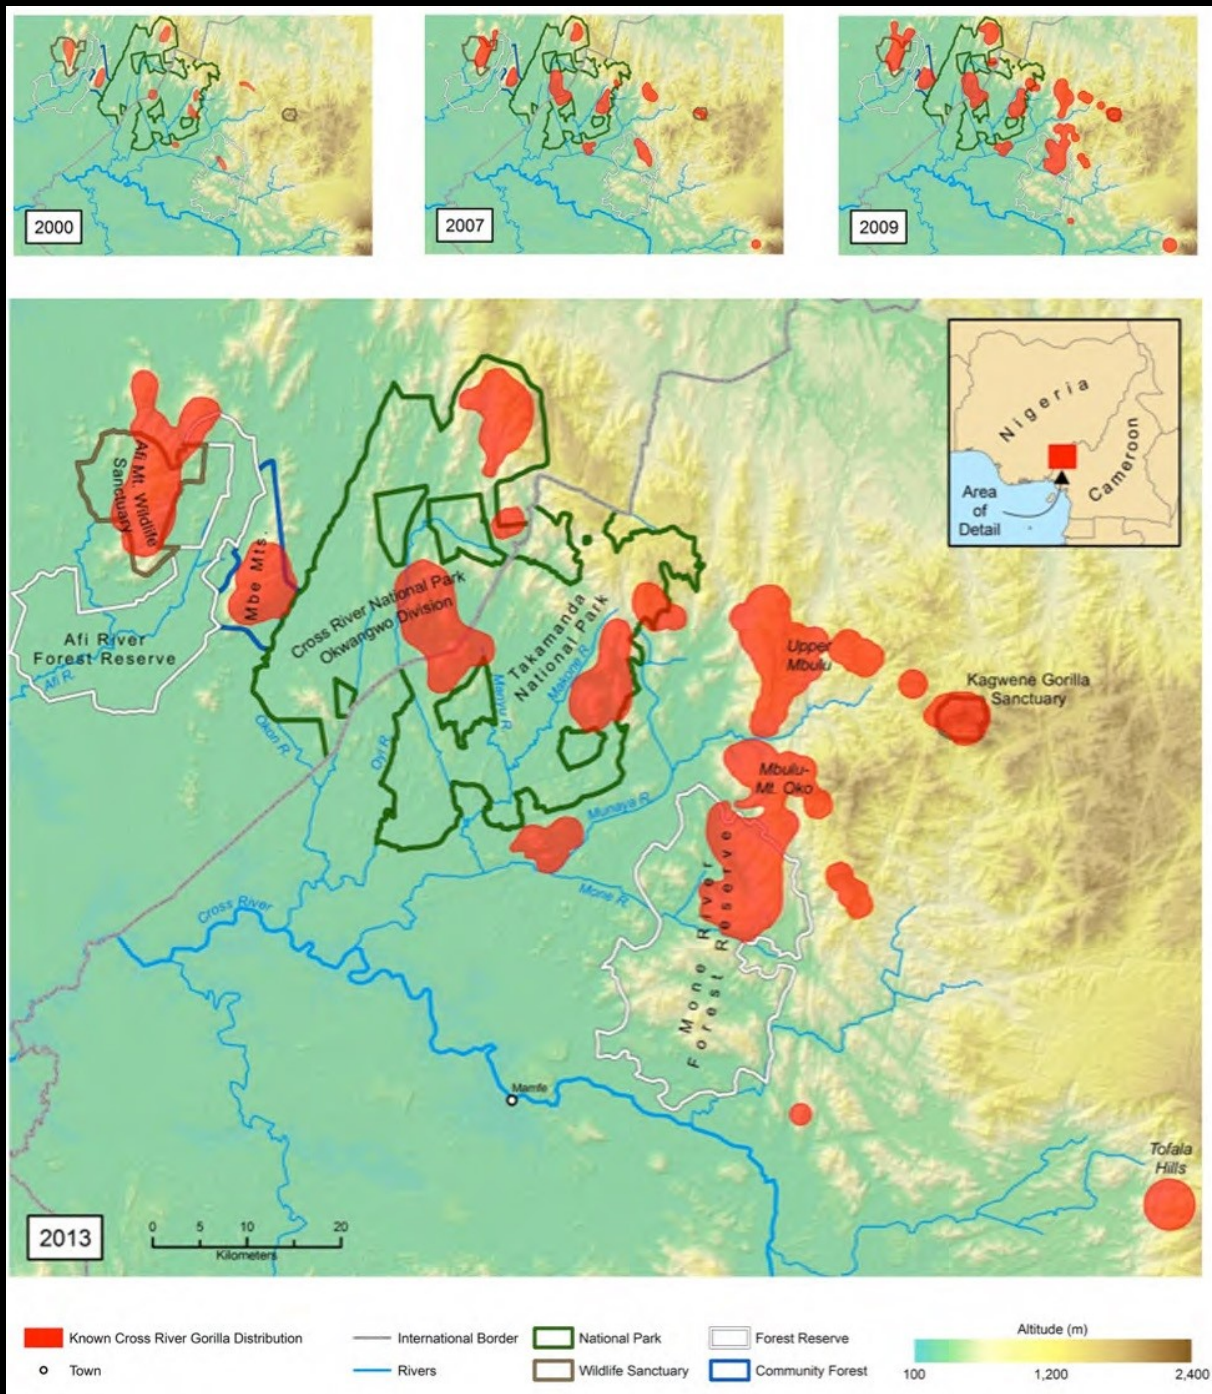 2000
2007
2009
Nigeria
Cameroon
Area
of
Detail
Afi Mt. Wildlife
Sanctuary
Mbe Mts.
Afi River
Forest Reserve
Afi R.
Cross River National Park
Okwangwo Division
Takamanda
National Park
Makone R.
Upper
Mbulu
Kagwene Gorilla
Sanctuary
Okon R.
Oyi R.
Manyu R.
Mbulu-
Mt. Oko
Munaya R.
Mone R.
Cross River
Mone River
Forest Reserve
Mamfe
Tofala
Hills
2013
0 5 10 20
Kilometers
Known Cross River Gorilla Distribution
International Border
National Park
Forest Reserve
Altitude (m)
Town
Rivers
Wildlife Sanctuary
Community Forest
100 1,200 2,400